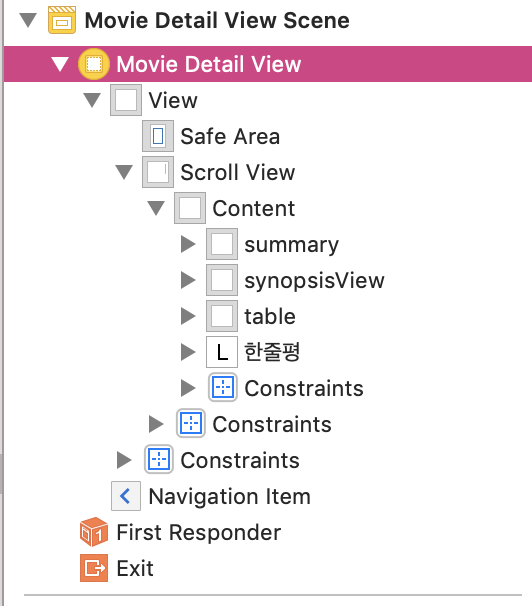 Movie Detail View Scene
Movie Detail View
View
Safe Area
Scroll View
Content
summary
synopsisView
table
L 한줄평
Constraints
Constraints
Constraints
Navigation Item
1 First Responder
Exit